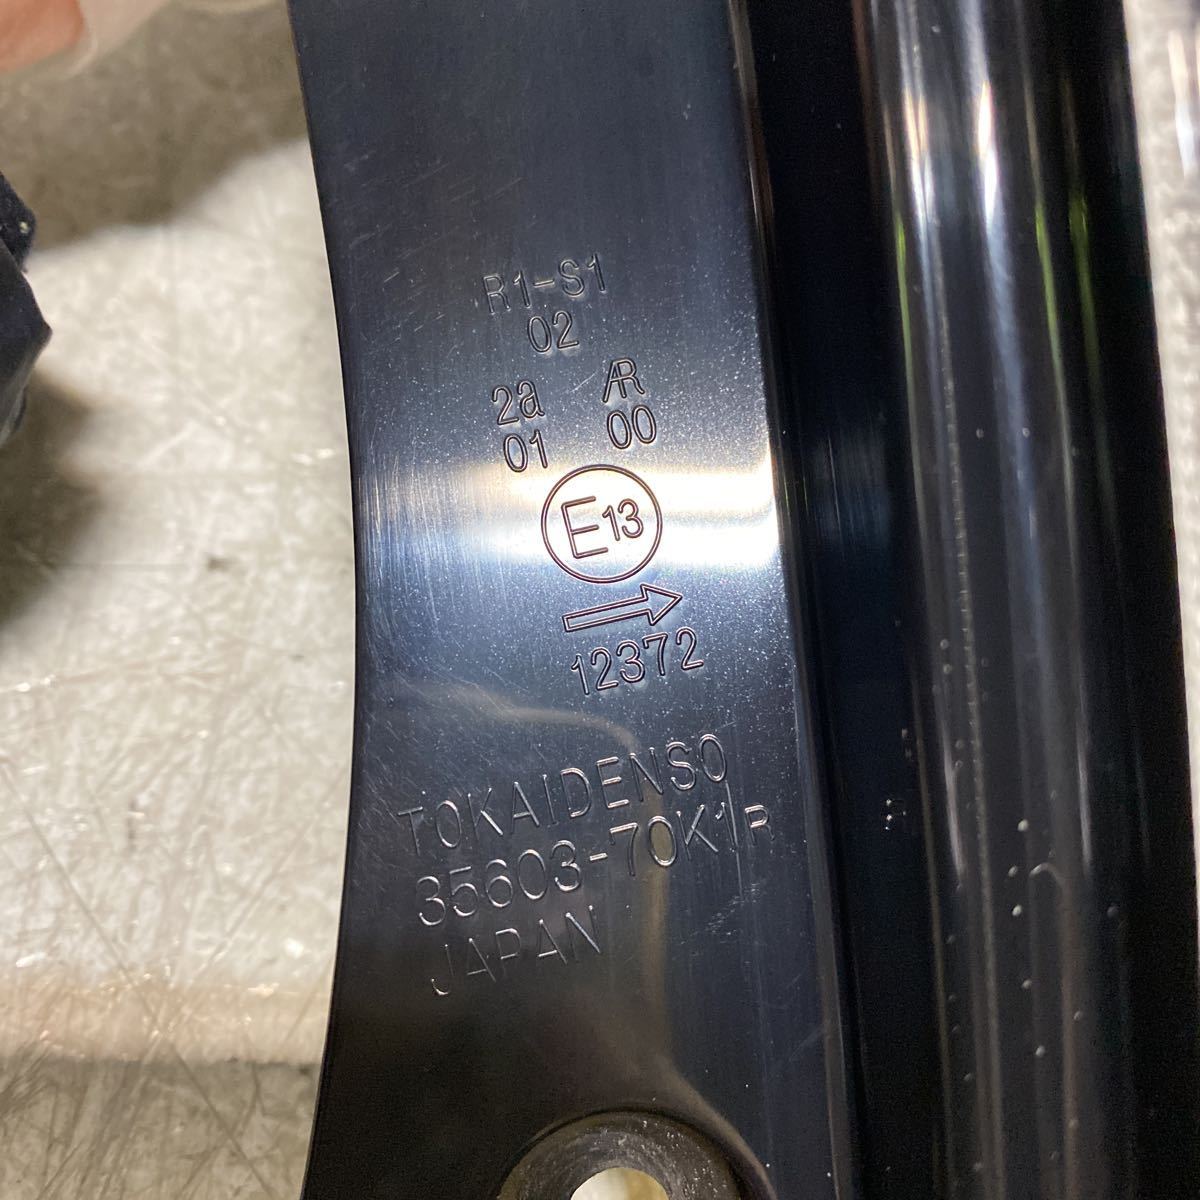 R1-S1
02
2a AR
01 00
E13
12372
TOKAIDENSO
35603-70K1R
JAPAN